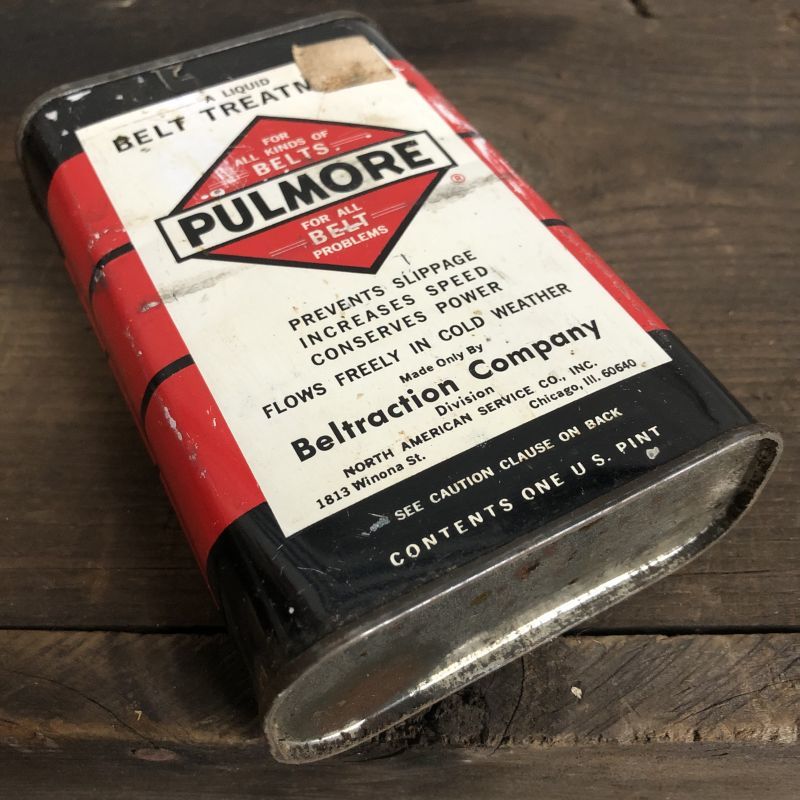 A LIQUID
BELT TREATM
FOR
ALL KINDS OF
BELTS
PULMORE ®
FOR ALL
BELT
PROBLEMS
PREVENTS SLIPPAGE
INCREASES SPEED
CONSERVES POWER
FLOWS FREELY IN COLD WEATHER
Made Only By
Beltraction Company
Division
NORTH AMERICAN SERVICE CO., INC.
1813 Winona St. Chicago, Ill. 60640
SEE CAUTION CLAUSE ON BACK
CONTENTS ONE U.S. PINT